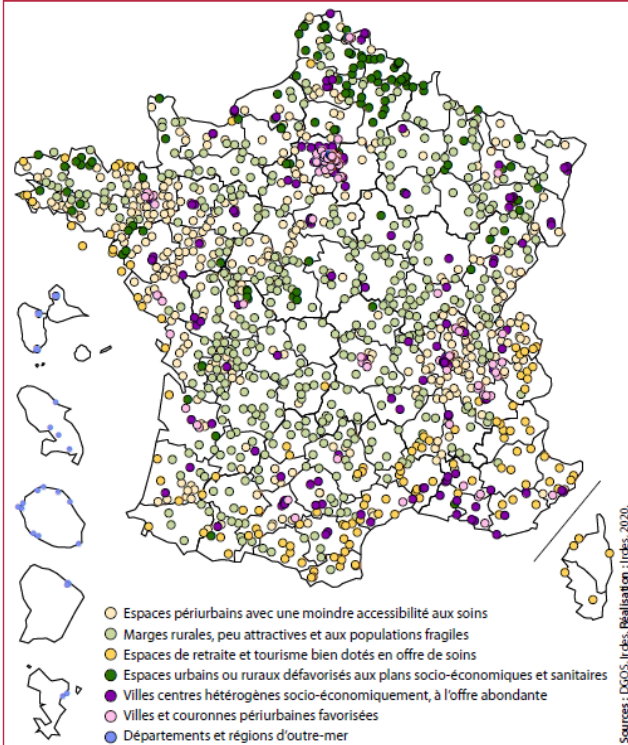 Espaces périurbains avec une moindre accessibilité aux soins
Marges rurales, peu attractives et aux populations fragiles
Espaces de retraite et tourisme bien dotés en offre de soins
Espaces urbains ou ruraux défavorisés aux plans socio-économiques et sanitaires
Villes centres hétérogènes socio-économiquement, à l'offre abondante
Villes et couronnes périurbaines favorisées
Départements et régions d'outre-mer
Sources : DGOS, Irdes. Réalisation : Irdes, 2020.